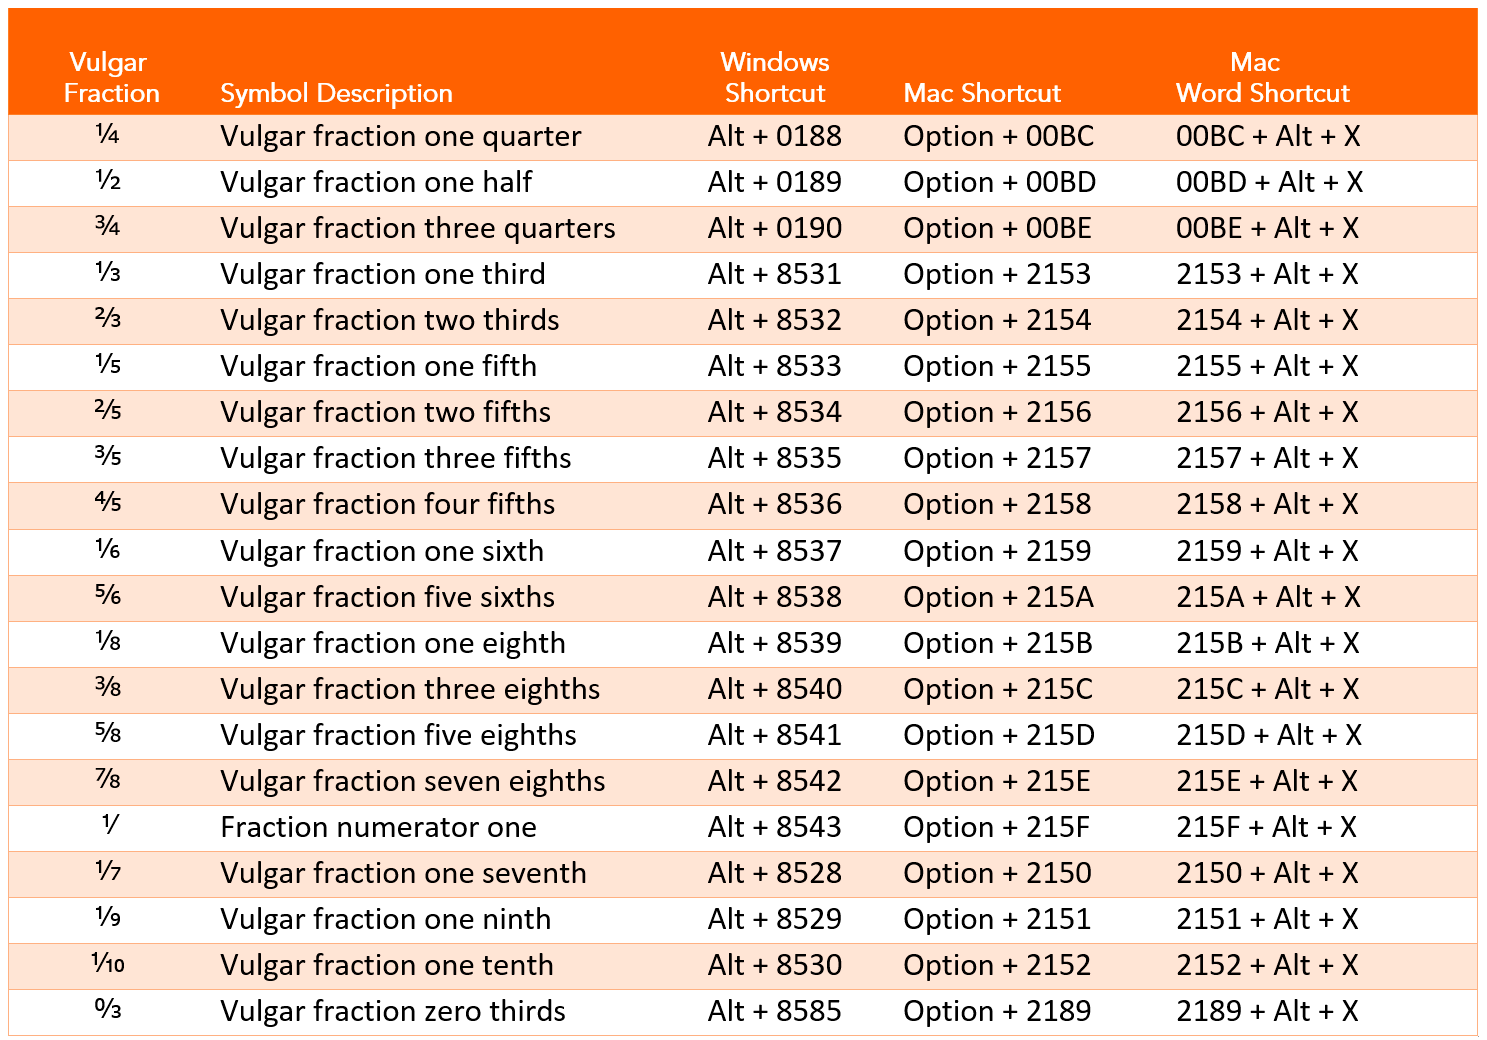 Vulgar Fraction Symbol Description Windows Shortcut Mac Shortcut Mac Word Shortcut
¼ Vulgar fraction one quarter Alt + 0188 Option + 00BC 00BC + Alt + X
½ Vulgar fraction one half Alt + 0189 Option + 00BD 00BD + Alt + X
¾ Vulgar fraction three quarters Alt + 0190 Option + 00BE 00BE + Alt + X
⅓ Vulgar fraction one third Alt + 8531 Option + 2153 2153 + Alt + X
⅔ Vulgar fraction two thirds Alt + 8532 Option + 2154 2154 + Alt + X
⅕ Vulgar fraction one fifth Alt + 8533 Option + 2155 2155 + Alt + X
⅖ Vulgar fraction two fifths Alt + 8534 Option + 2156 2156 + Alt + X
⅗ Vulgar fraction three fifths Alt + 8535 Option + 2157 2157 + Alt + X
⅘ Vulgar fraction four fifths Alt + 8536 Option + 2158 2158 + Alt + X
⅙ Vulgar fraction one sixth Alt + 8537 Option + 2159 2159 + Alt + X
⅚ Vulgar fraction five sixths Alt + 8538 Option + 215A 215A + Alt + X
⅛ Vulgar fraction one eighth Alt + 8539 Option + 215B 215B + Alt + X
⅜ Vulgar fraction three eighths Alt + 8540 Option + 215C 215C + Alt + X
⅝ Vulgar fraction five eighths Alt + 8541 Option + 215D 215D + Alt + X
⅞ Vulgar fraction seven eighths Alt + 8542 Option + 215E 215E + Alt + X
⅟ Fraction numerator one Alt + 8543 Option + 215F 215F + Alt + X
⅐ Vulgar fraction one seventh Alt + 8528 Option + 2150 2150 + Alt + X
⅑ Vulgar fraction one ninth Alt + 8529 Option + 2151 2151 + Alt + X
⅒ Vulgar fraction one tenth Alt + 8530 Option + 2152 2152 + Alt + X
↉ Vulgar fraction zero thirds Alt + 8585 Option + 2189 2189 + Alt + X